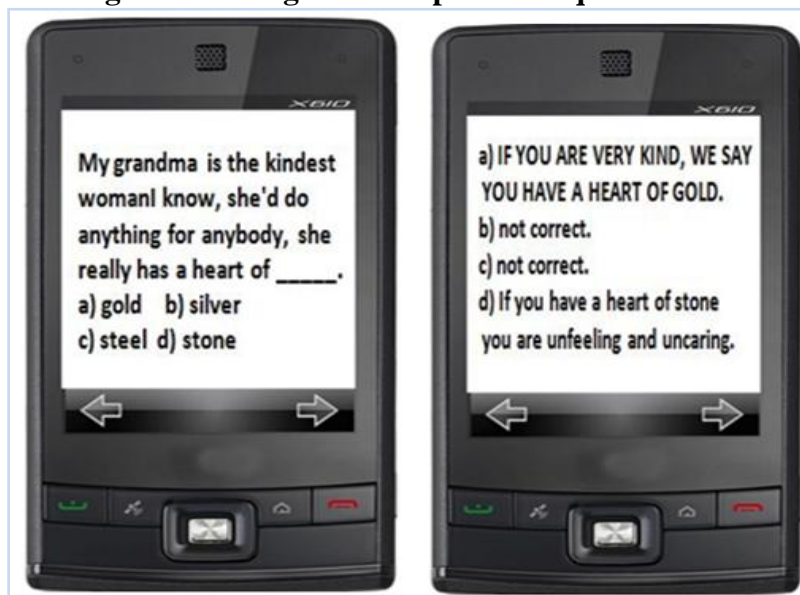 X610
My grandma is the kindest
womanI know, she'd do
anything for anybody, she
really has a heart of _____.
a) gold b) silver
c) steel d) stone
X610
a) IF YOU ARE VERY KIND, WE SAY
YOU HAVE A HEART OF GOLD.
b) not correct.
c) not correct.
d) If you have a heart of stone
you are unfeeling and uncaring.